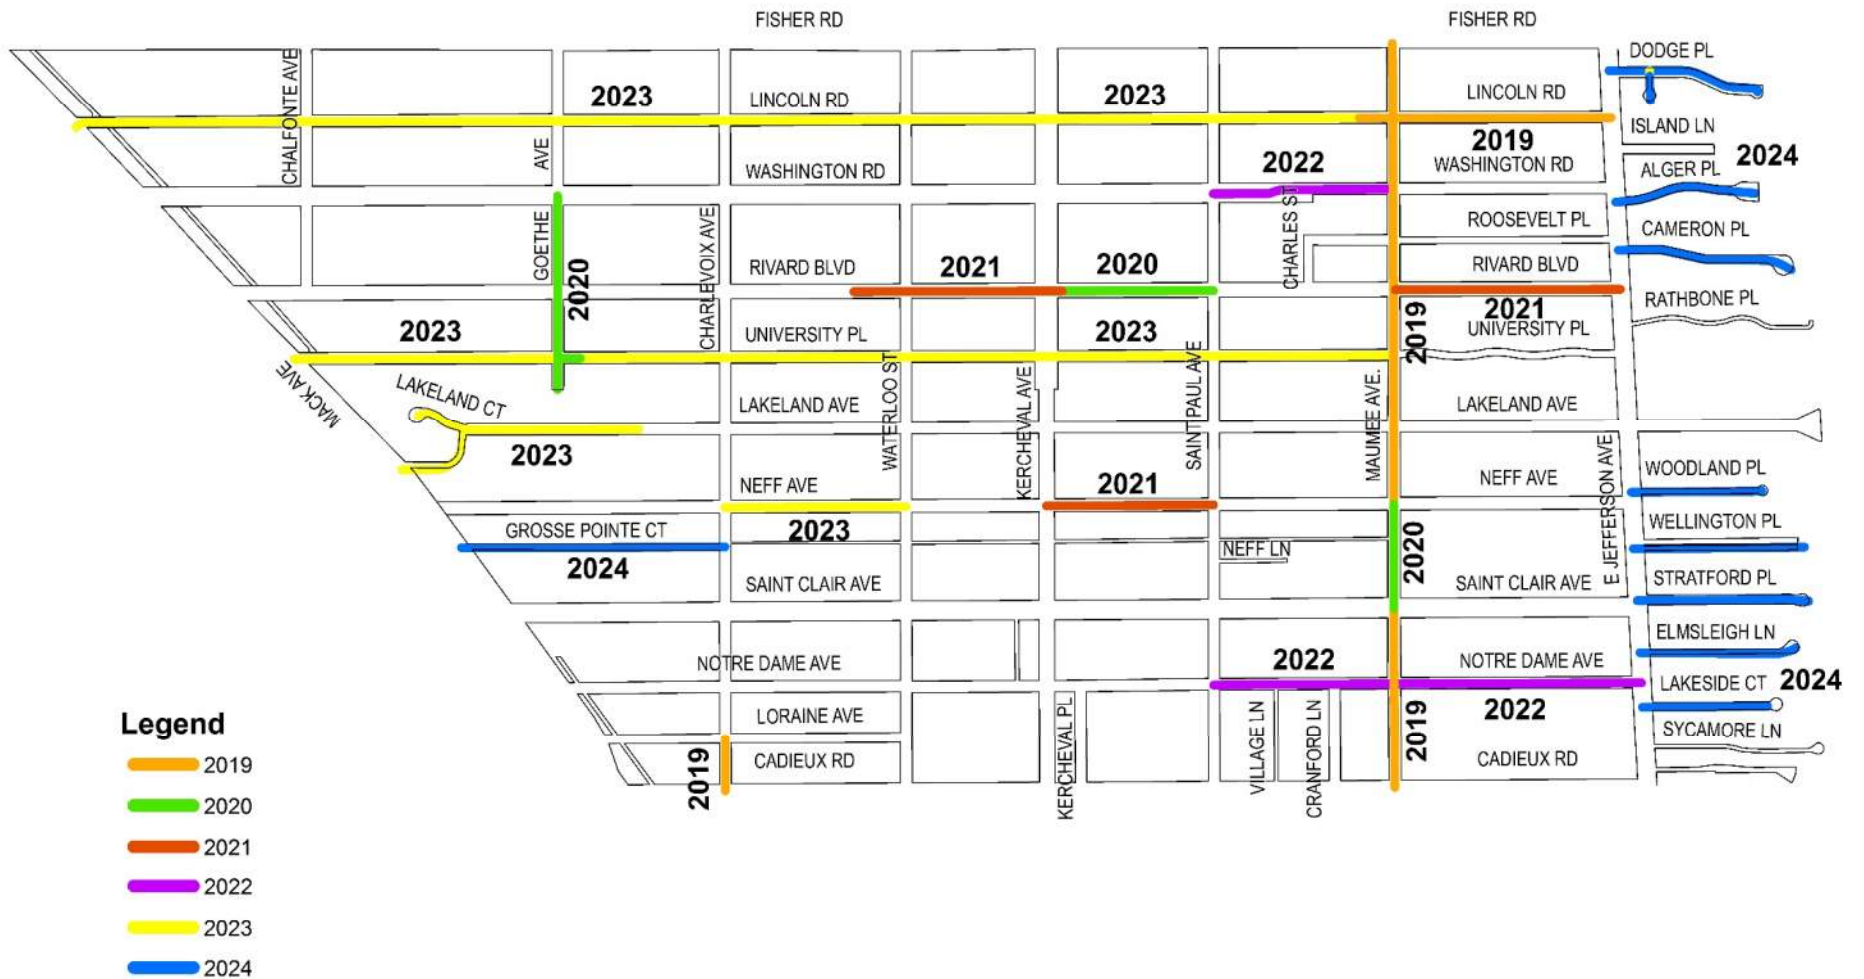 FISHER RD
FISHER RD
DODGE PL
CHALFONTE AVE
2023
LINCOLN RD
2023
LINCOLN RD
ISLAND LN
2019
2024
AVE
WASHINGTON RD
2022
WASHINGTON RD
ALGER PL
GOETHE
CHARLEVOIX AVE
CHARLES ST
ROOSEVELT PL
CAMERON PL
2020
RIVARD BLVD
2021
2020
RIVARD BLVD
RATHBONE PL
2021
2023
UNIVERSITY PL
2023
2019
UNIVERSITY PL
MACK AVE
LAKELAND CT
LAKELAND AVE
WATERLOO ST
KERCHEVAL AVE
SAINT PAUL AVE
MAUMEE AVE.
LAKELAND AVE
2023
NEFF AVE
2021
NEFF AVE
E JEFFERSON AVE
WOODLAND PL
GROSSE POINTE CT
2023
WELLINGTON PL
2024
NEFF LN
2020
SAINT CLAIR AVE
SAINT CLAIR AVE
STRATFORD PL
ELMSLEIGH LN
NOTRE DAME AVE
2022
NOTRE DAME AVE
LAKESIDE CT
2024
LORAINE AVE
2022
SYCAMORE LN
2019
CADIEUX RD
KERCHEVAL PL
VILLAGE LN
CRANFORD LN
2019
CADIEUX RD
Legend
2019
2020
2021
2022
2023
2024